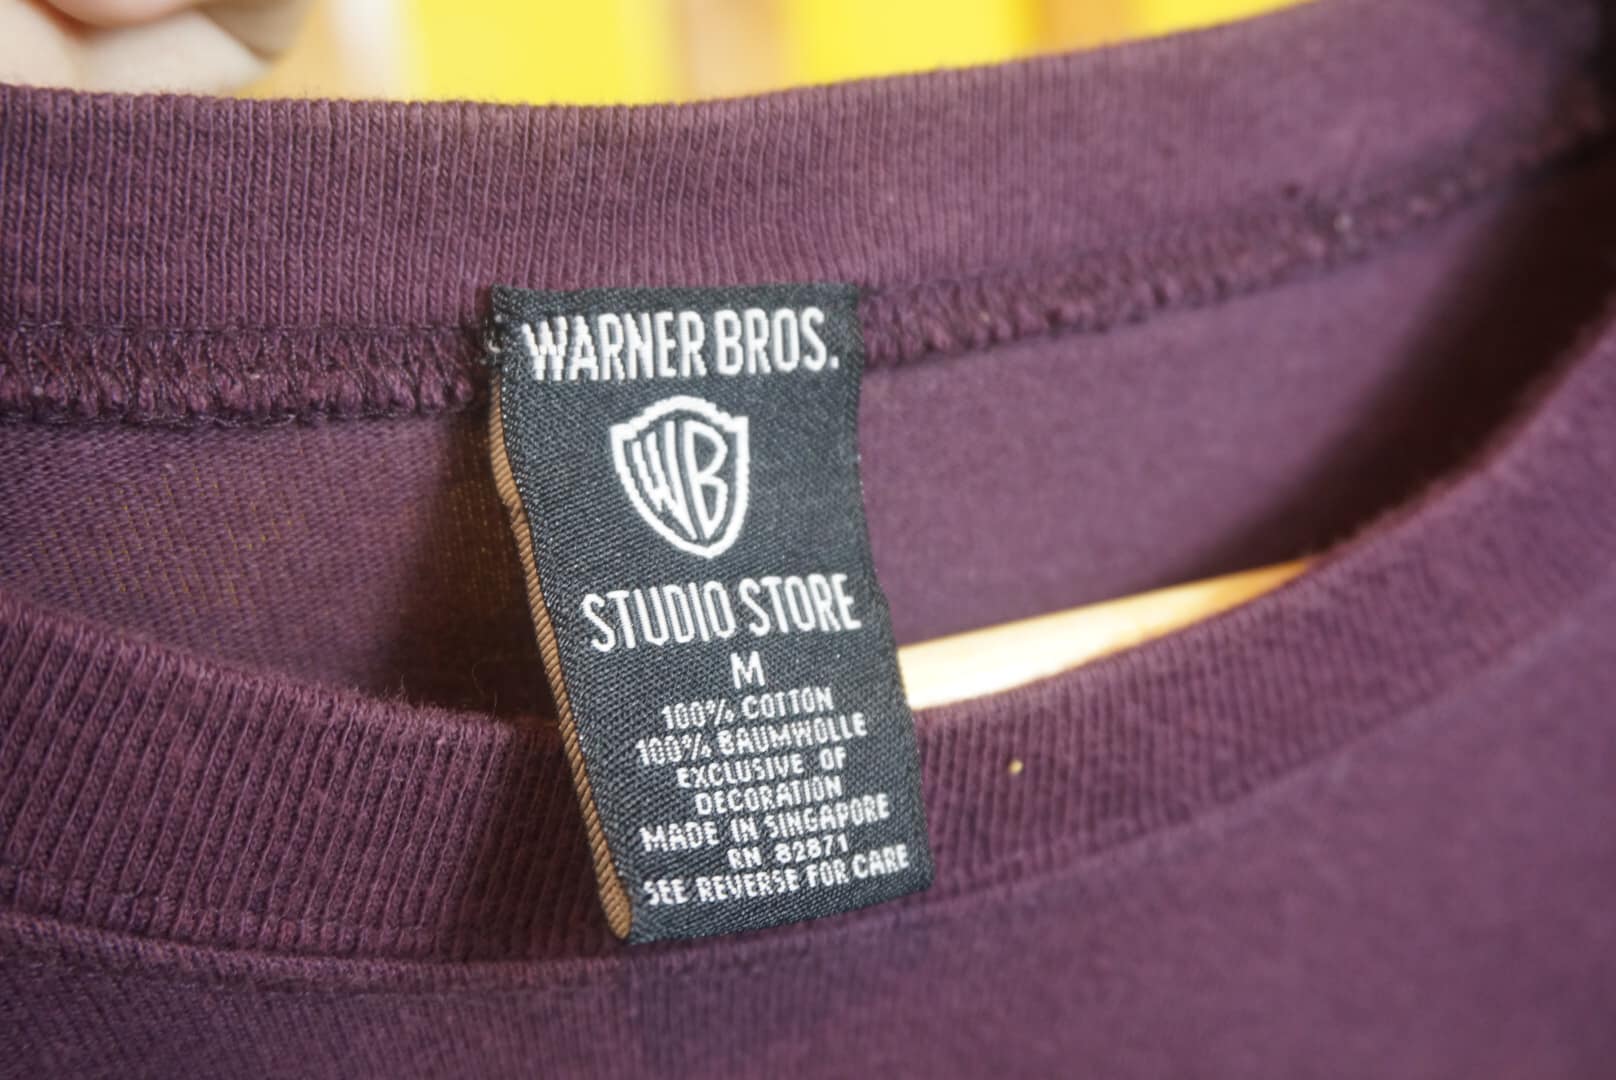 WARNER BROS.
WB
STUDIO STORE
M
100% COTTON
100% BAUMWOLLE
EXCLUSIVE OF
DECORATION
MADE IN SINGAPORE
RN 82871
SEE REVERSE FOR CARE